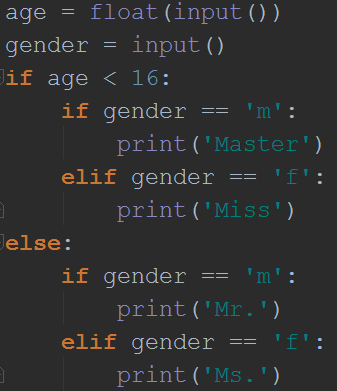 age = float(input())
gender = input()
if age < 16:
    if gender == 'm':
        print('Master')
    elif gender == 'f':
        print('Miss')
else:
    if gender == 'm':
        print('Mr.')
    elif gender == 'f':
        print('Ms.')